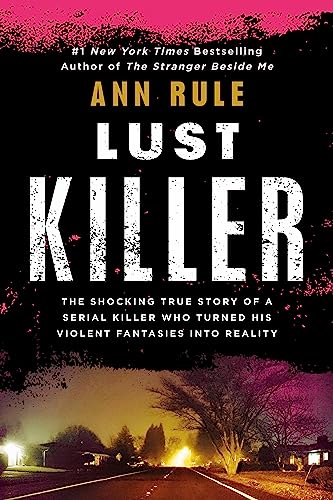 #1 New York Times Bestselling
Author of The Stranger Beside Me
ANN RULE
LUST
KILLER
THE SHOCKING TRUE STORY OF A
SERIAL KILLER WHO TURNED HIS
VIOLENT FANTASIES INTO REALITY